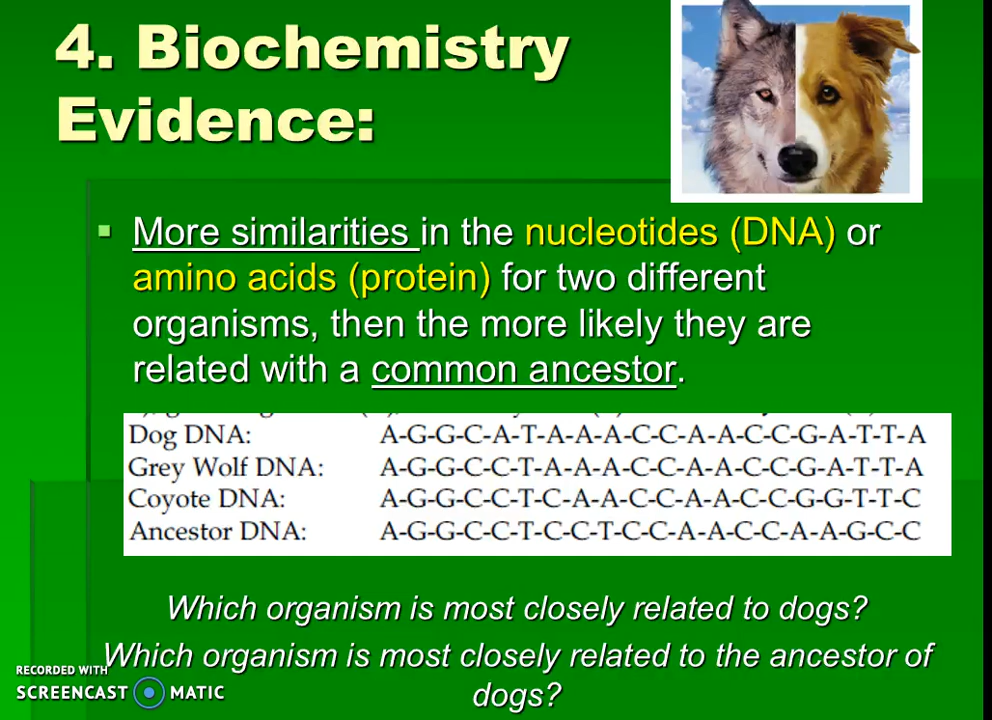 4. Biochemistry
Evidence:
More similarities in the nucleotides (DNA) or
amino acids (protein) for two different
organisms, then the more likely they are
related with a common ancestor.
Dog DNA: A-G-G-C-A-T-A-A-A-C-C-A-A-C-C-G-A-T-T-A
Grey Wolf DNA: A-G-G-C-C-T-A-A-A-C-C-A-A-C-C-G-A-T-T-A
Coyote DNA: A-G-G-C-C-T-C-A-A-C-C-A-A-C-C-G-G-T-T-C
Ancestor DNA: A-G-G-C-C-T-C-C-T-C-C-A-A-C-C-A-A-G-C-C
Which organism is most closely related to dogs?
Which organism is most closely related to the ancestor of
dogs?
RECORDED WITH
SCREENCAST MATIC